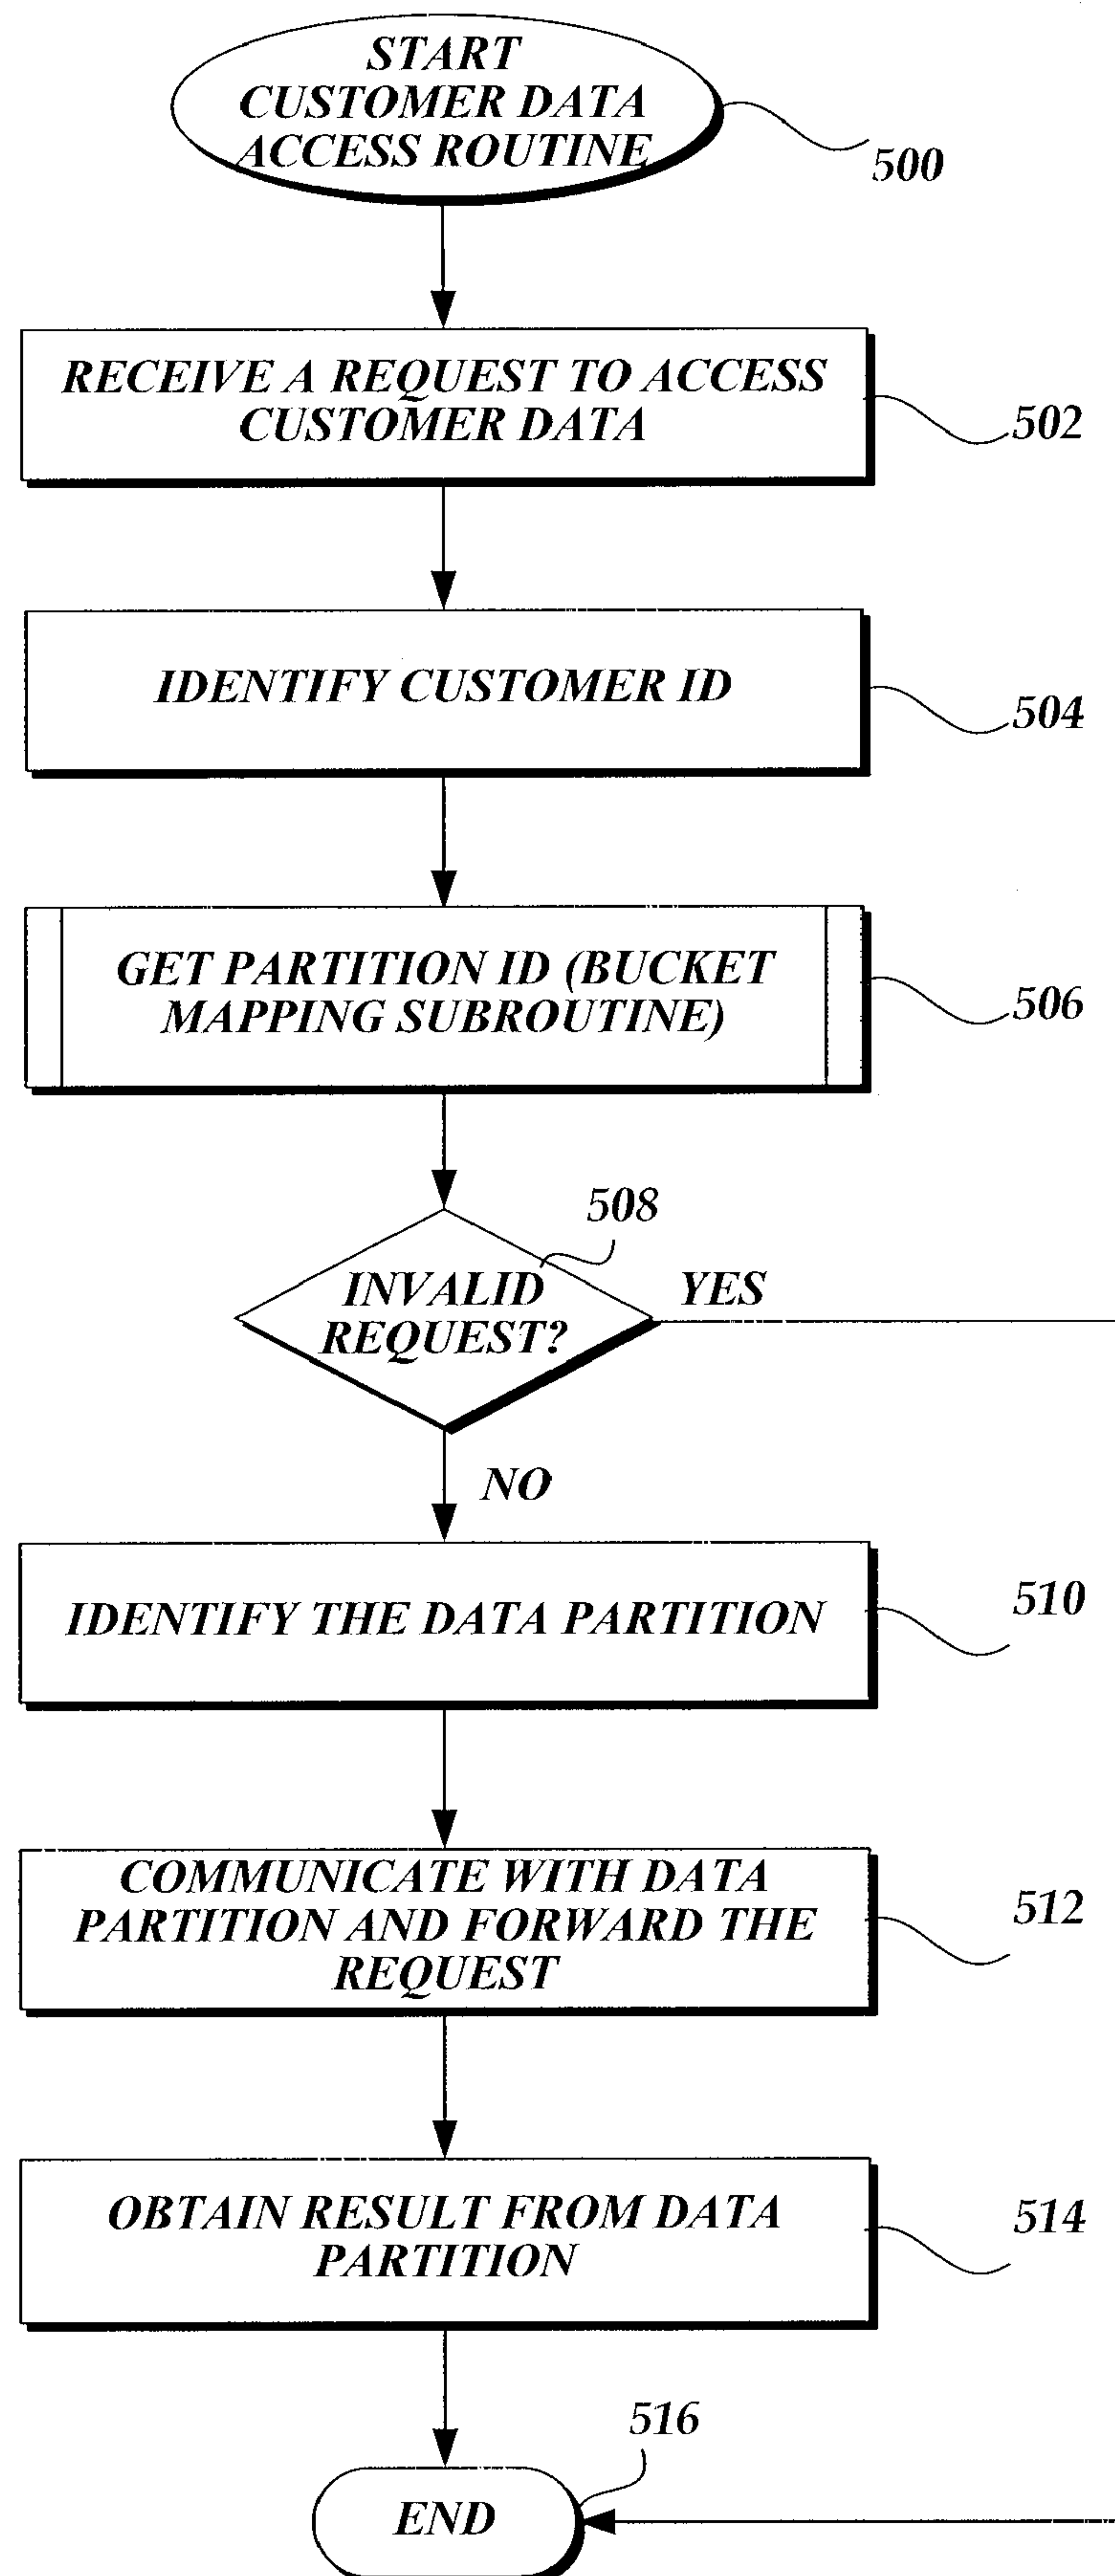 START
CUSTOMER DATA
ACCESS ROUTINE
500
RECEIVE A REQUEST TO ACCESS
CUSTOMER DATA
502
IDENTIFY CUSTOMER ID
504
GET PARTITION ID (BUCKET
MAPPING SUBROUTINE)
506
508
INVALID
REQUEST?
YES
NO
IDENTIFY THE DATA PARTITION
510
COMMUNICATE WITH DATA
PARTITION AND FORWARD THE
REQUEST
512
OBTAIN RESULT FROM DATA
PARTITION
514
516
END